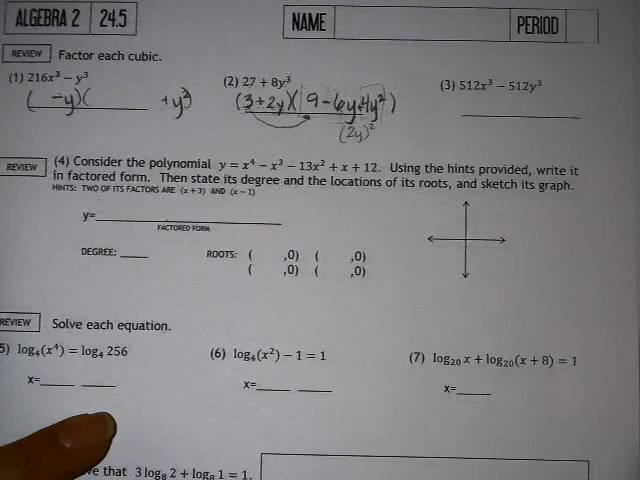 ALGEBRA 2 24.5 NAME PERIOD
REVIEW Factor each cubic.
(1) 216x³ − y³ (2) 27 + 8y³ (3) 512x³ − 512y³
( −y)( + y²) (3+2y)(9−6y+4y²)
(2y)²
REVIEW (4) Consider the polynomial y = x⁴ − x³ − 13x² + x + 12. Using the hints provided, write it
in factored form. Then state its degree and the locations of its roots, and sketch its graph.
HINTS: TWO OF ITS FACTORS ARE (x + 3) AND (x − 1)
y=
FACTORED FORM
DEGREE: ROOTS: ( ,0) ( ,0)
( ,0) ( ,0)
REVIEW Solve each equation.
5) log₄(x⁴) = log₄ 256 (6) log₄(x²) − 1 = 1 (7) log₂₀ x + log₂₀(x + 8) = 1
x= x= x=
that 3 log₈ 2 + log₈ 1 = 1.